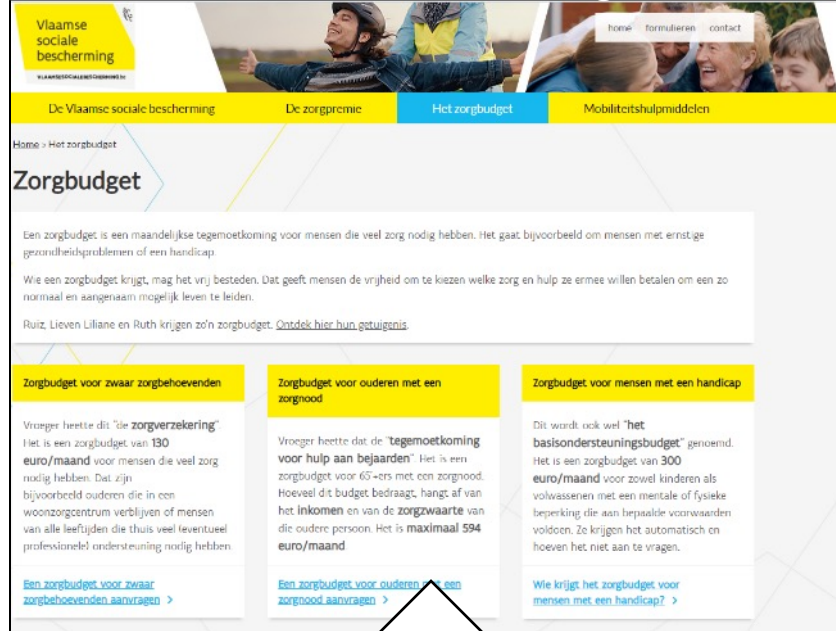 Vlaamse
sociale
bescherming
VLAAMSESOCIALEBESCHERMING.be
home formulieren contact
De Vlaamse sociale bescherming De zorgpremie Het zorgbudget Mobiliteitshulpmiddelen
Home > Het zorgbudget
Zorgbudget
Een zorgbudget is een maandelijkse tegemoetkoming voor mensen die veel zorg nodig hebben. Het gaat bijvoorbeeld om mensen met ernstige
gezondheidsproblemen of een handicap.
Wie een zorgbudget krijgt, mag het vrij besteden. Dat geeft mensen de vrijheid om te kiezen welke zorg en hulp ze ermee willen betalen om een zo
normaal en aangenaam mogelijk leven te leiden.
Ruiz, Lieven Liliane en Ruth krijgen zo'n zorgbudget. Ontdek hier hun getuigenis.
Zorgbudget voor zwaar zorgbehoevenden
Vroeger heette dit "de zorgverzekering".
Het is een zorgbudget van 130
euro/maand voor mensen die veel zorg
nodig hebben. Dat zijn
bijvoorbeeld ouderen die in een
woonzorgcentrum verblijven of mensen
van alle leeftijden die thuis veel (eventueel
professionele) ondersteuning nodig hebben
Een zorgbudget voor zwaar
zorgbehoevenden aanvragen >
Zorgbudget voor ouderen met een
zorgnood
Vroeger heette dat de "tegemoetkoming
voor hulp aan bejaarden". Het is een
zorgbudget voor 65+ers met een zorgnood.
Hoeveel dit budget bedraagt, hangt af van
het inkomen en van de zorgzwaarte van
die oudere persoon. Het is maximaal 594
euro/maand
Een zorgbudget voor ouderen met een
zorgnood aanvragen >
Zorgbudget voor mensen met een handicap
Dit wordt ook wel "het
basisondersteuningsbudget" genoemd.
Het is een zorgbudget van 300
euro/maand voor zowel kinderen als
volwassenen met een mentale of fysieke
beperking die aan bepaalde voorwaarden
voldoen. Ze krijgen het automatisch en
hoeven het niet aan te vragen.
Wie krijgt het zorgbudget voor
mensen met een handicap? >